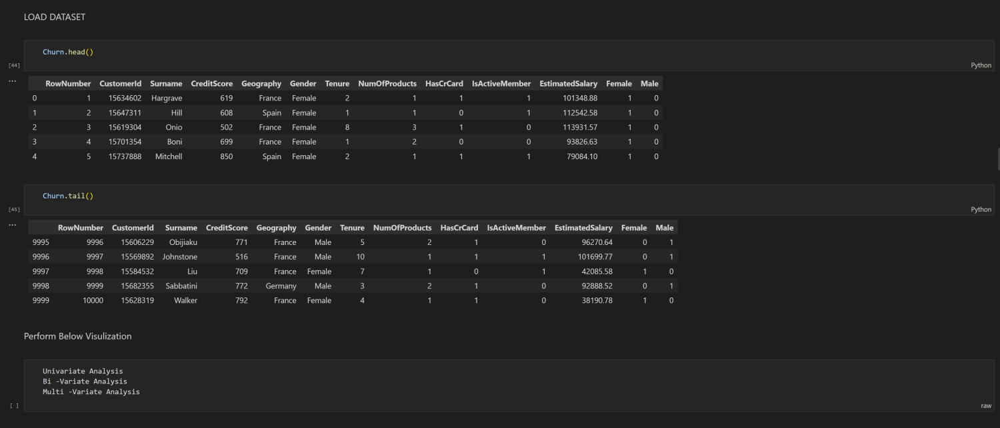 LOAD DATASET
Churn.head()
[44]
Python
...
RowNumber CustomerId Surname CreditScore Geography Gender Tenure NumOfProducts HasCrCard IsActiveMember EstimatedSalary Female Male
0 1 15634602 Hargrave 619 France Female 2 1 1 1 101348.88 1 0
1 2 15647311 Hill 608 Spain Female 1 1 0 1 112542.58 1 0
2 3 15619304 Onio 502 France Female 8 3 1 0 113931.57 1 0
3 4 15701354 Boni 699 France Female 1 2 0 0 93826.63 1 0
4 5 15737888 Mitchell 850 Spain Female 2 1 1 1 79084.10 1 0
Churn.tail()
[45]
Python
...
RowNumber CustomerId Surname CreditScore Geography Gender Tenure NumOfProducts HasCrCard IsActiveMember EstimatedSalary Female Male
9995 9996 15606229 Obijiaku 771 France Male 5 2 1 0 96270.64 0 1
9996 9997 15569892 Johnstone 516 France Male 10 1 1 1 101699.77 0 1
9997 9998 15584532 Liu 709 France Female 7 1 0 1 42085.58 1 0
9998 9999 15682355 Sabbatini 772 Germany Male 3 2 1 0 92888.52 0 1
9999 10000 15628319 Walker 792 France Female 4 1 1 0 38190.78 1 0
Perform Below Visulization
Univariate Analysis
Bi -Variate Analysis
Multi -Variate Analysis
[ ]
raw